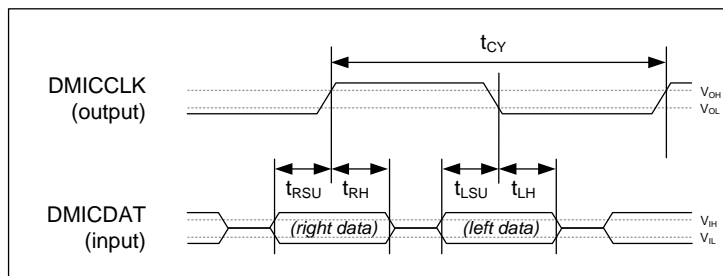 tCY
DMICCLK
(output)
VOH
VOL
tRSU
tRH
tLSU
tLH
DMICDAT
(input)
(right data)
(left data)
VIH
VIL